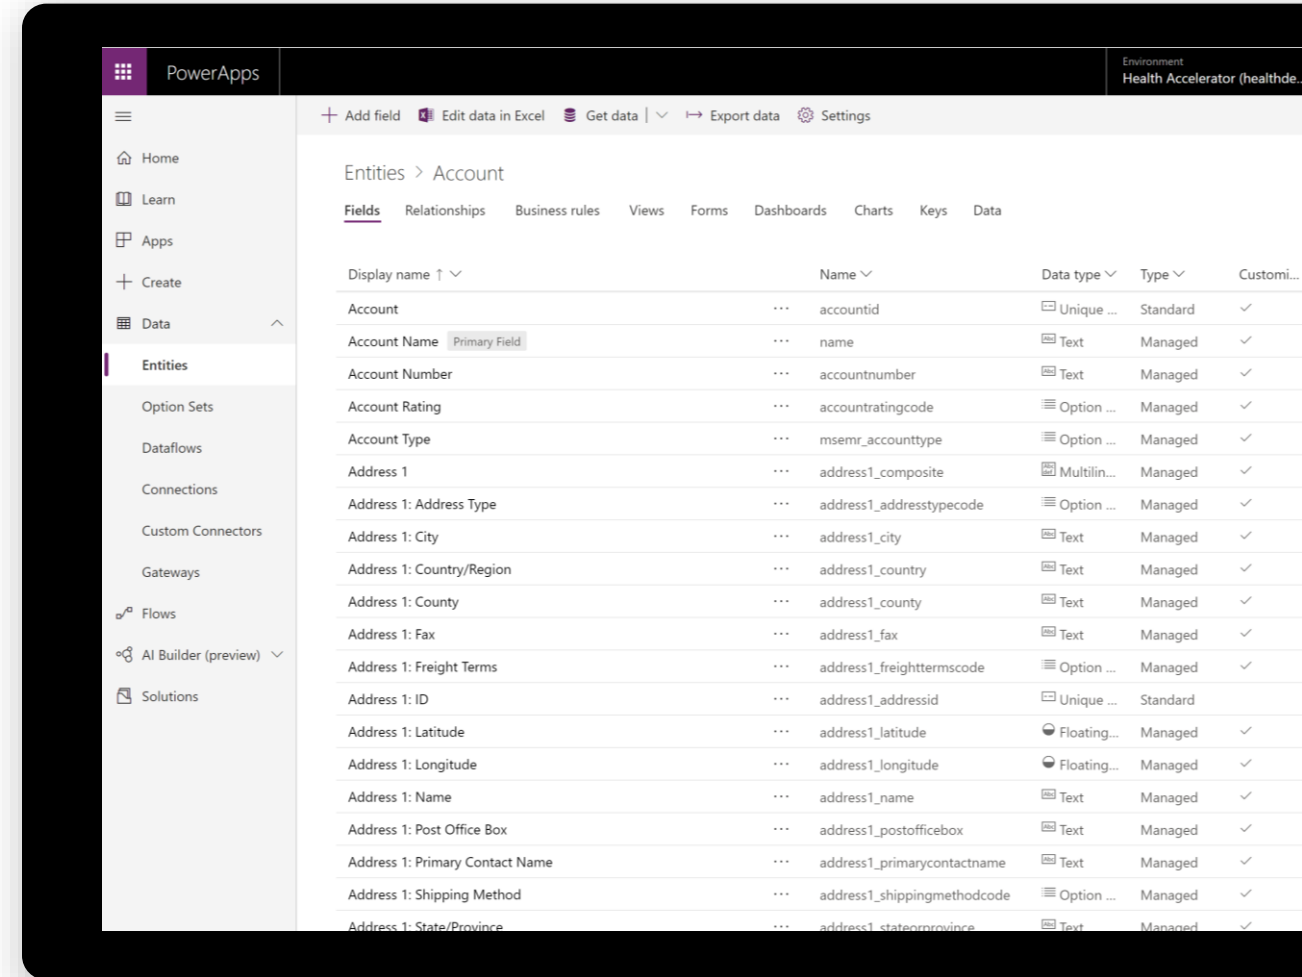 PowerApps
Environment
Health Accelerator (healthde...
Add field Edit data in Excel Get data Export data Settings
Home
Learn
Apps
Create
Data
Entities
Option Sets
Dataflows
Connections
Custom Connectors
Gateways
Flows
AI Builder (preview)
Solutions
Entities > Account
Fields Relationships Business rules Views Forms Dashboards Charts Keys Data
Display name ↑ Name Data type Type Customi...
Account ... accountid Unique ... Standard
Account Name Primary Field ... name Text Managed
Account Number ... accountnumber Text Managed
Account Rating ... accountratingcode Option ... Managed
Account Type ... msemr_accounttype Option ... Managed
Address 1 ... address1_composite Multilin... Managed
Address 1: Address Type ... address1_addresstypecode Option ... Managed
Address 1: City ... address1_city Text Managed
Address 1: Country/Region ... address1_country Text Managed
Address 1: County ... address1_county Text Managed
Address 1: Fax ... address1_fax Text Managed
Address 1: Freight Terms ... address1_freighttermscode Option ... Managed
Address 1: ID ... address1_addressid Unique ... Standard
Address 1: Latitude ... address1_latitude Floating... Managed
Address 1: Longitude ... address1_longitude Floating... Managed
Address 1: Name ... address1_name Text Managed
Address 1: Post Office Box ... address1_postofficebox Text Managed
Address 1: Primary Contact Name ... address1_primarycontactname Text Managed
Address 1: Shipping Method ... address1_shippingmethodcode Option ... Managed
Address 1: State/Province ... address1_stateorprovince Text Managed